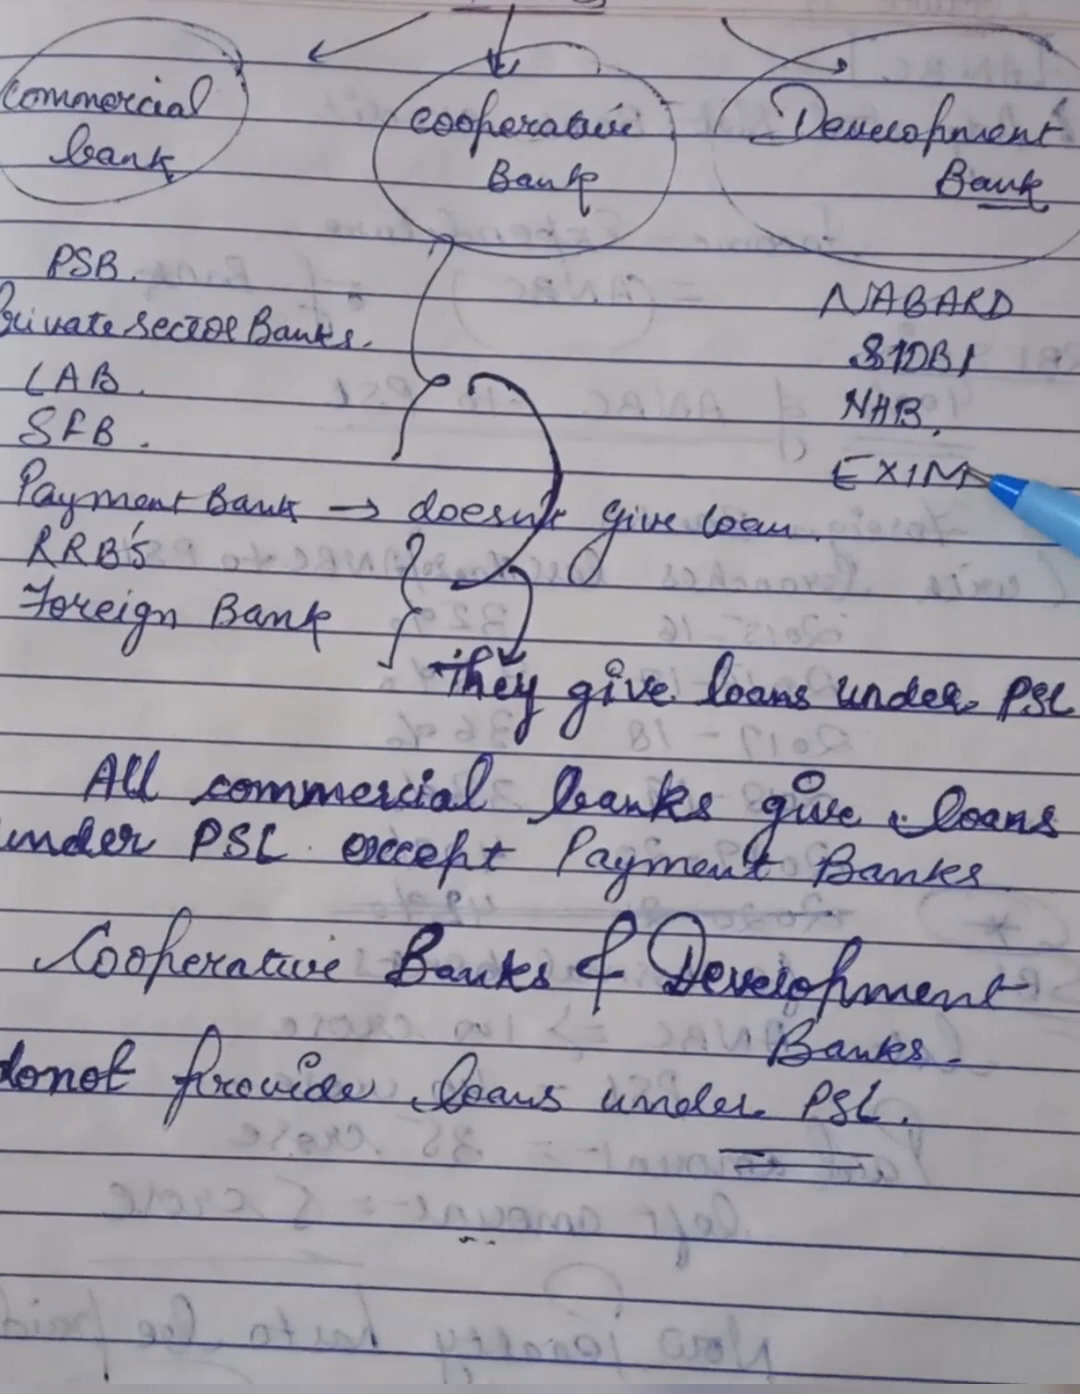 Commercial
bank
cooperative
Bank
Development
Bank
PSB.
Private sector Banks.
LAB.
SFB.
Payment Bank → doesn't give loan.
RRB'S
Foreign Bank
NABARD
SIDBI
NHB.
EXIM
They give loans under PSL
All commercial banks give loans
under PSL except Payment Banks
Cooperative Banks & Development
Banks.
donot provide loans under PSL.